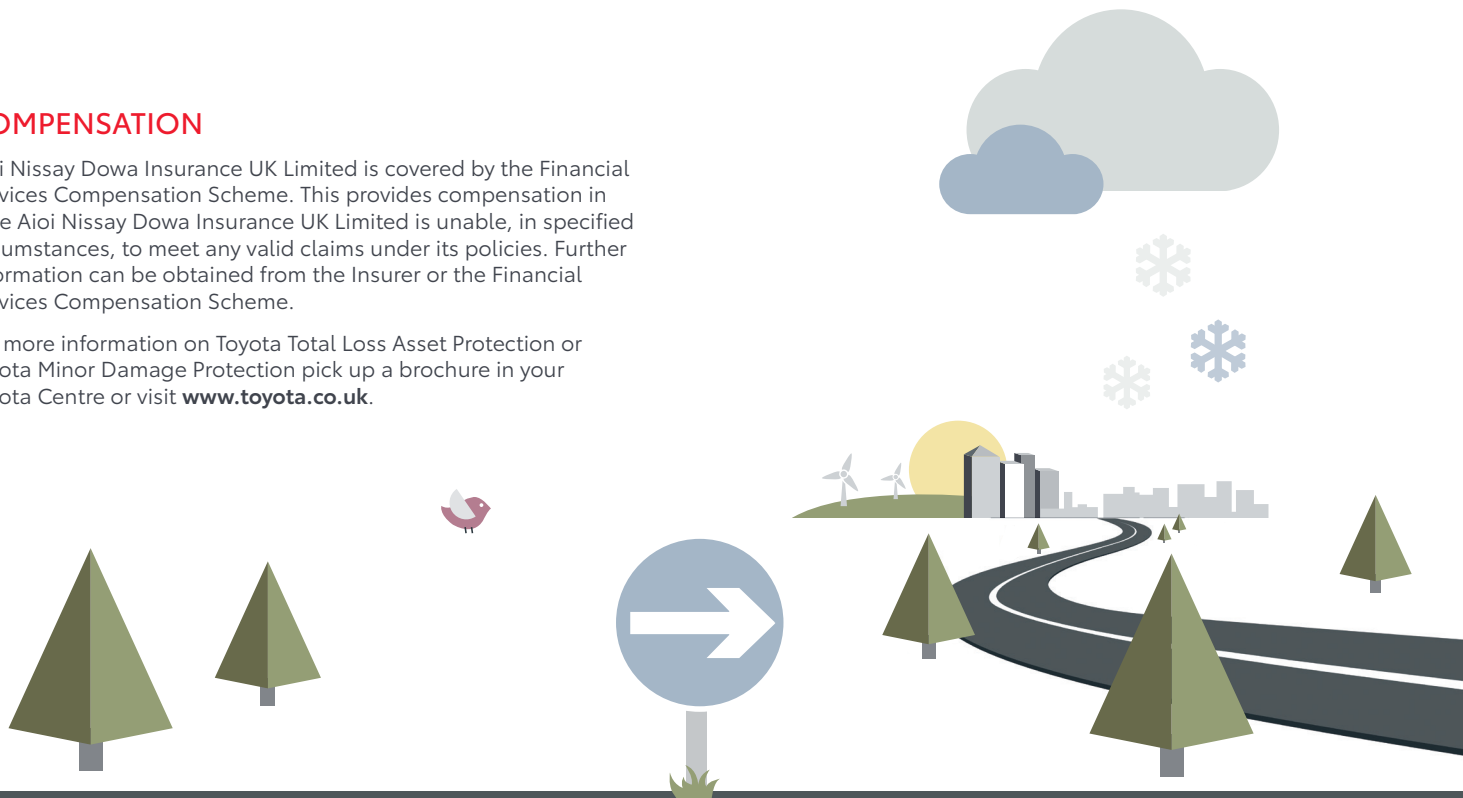 OMPENSATION
i Nissay Dowa Insurance UK Limited is covered by the Financial
vices Compensation Scheme. This provides compensation in
e Aioi Nissay Dowa Insurance UK Limited is unable, in specified
umstances, to meet any valid claims under its policies. Further
ormation can be obtained from the Insurer or the Financial
vices Compensation Scheme.
more information on Toyota Total Loss Asset Protection or
ota Minor Damage Protection pick up a brochure in your
ota Centre or visit www.toyota.co.uk.